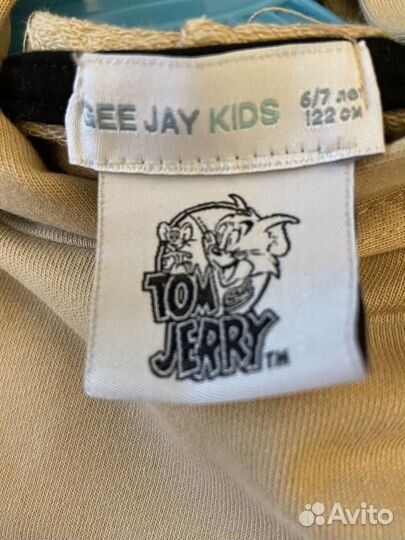 GEE JAY KIDS
6/7 лет
122 см
TOM
JERRY TM
Avito